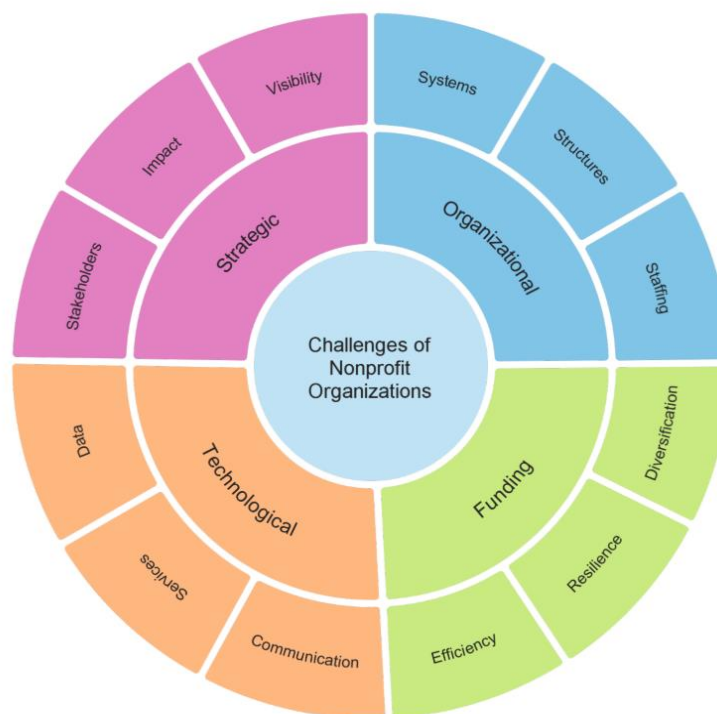 Challenges of
Nonprofit
Organizations
Organizational
Systems
Structures
Staffing
Funding
Diversification
Resilience
Efficiency
Technological
Communication
Services
Data
Strategic
Stakeholders
Impact
Visibility